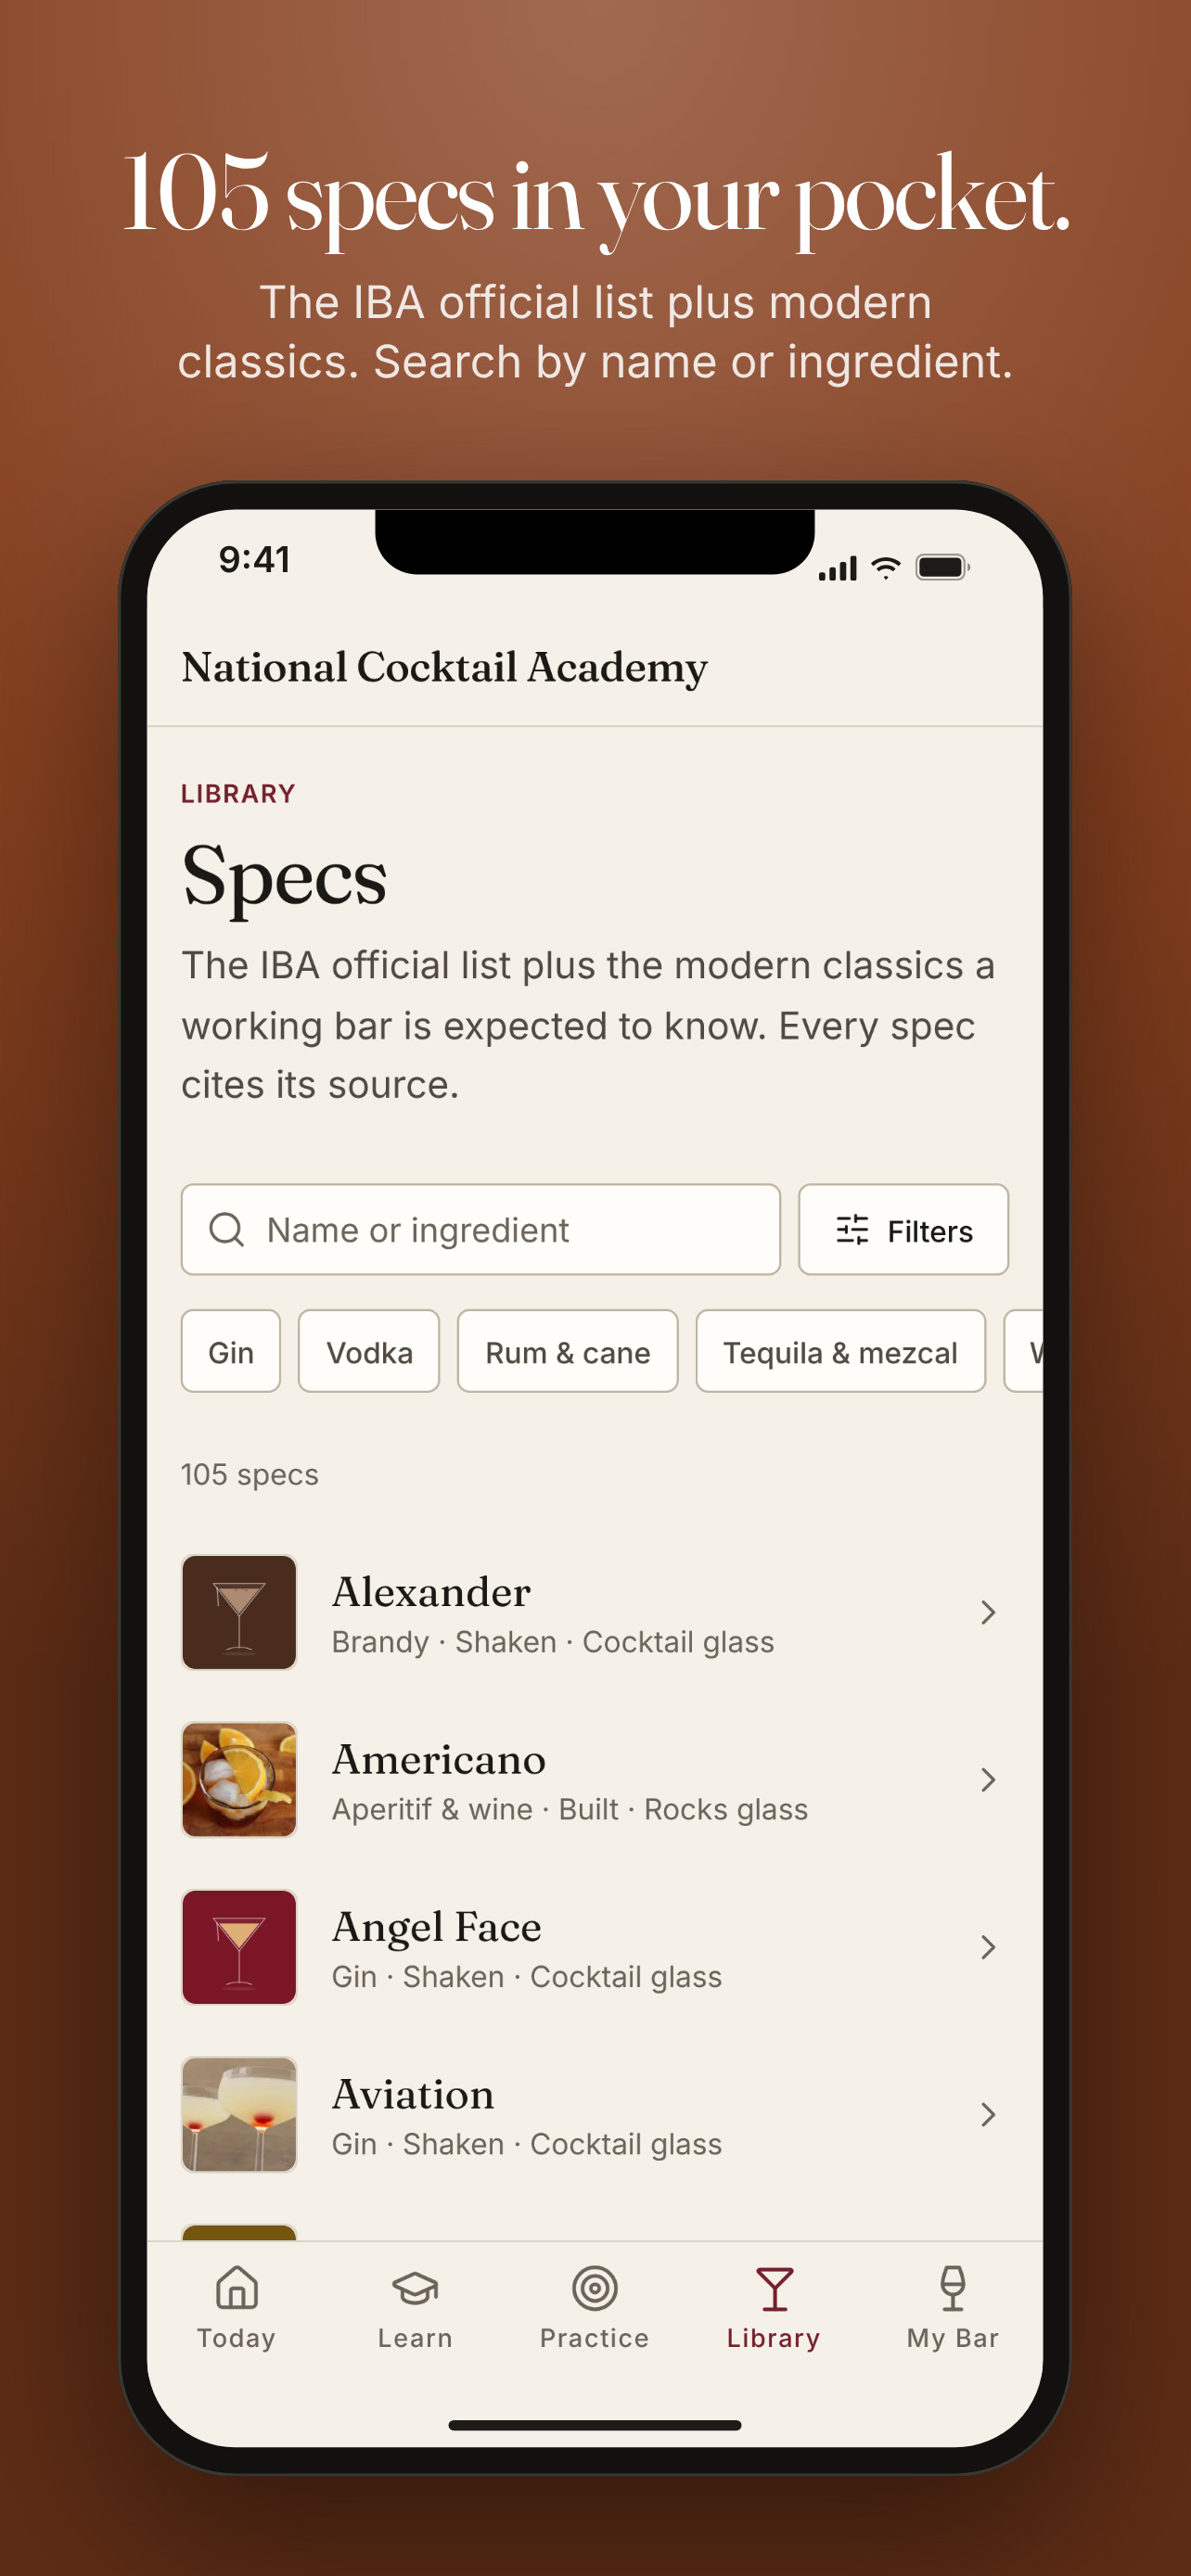 105 specs in your pocket.
The IBA official list plus modern
classics. Search by name or ingredient.
9:41
National Cocktail Academy
LIBRARY
Specs
The IBA official list plus the modern classics a
working bar is expected to know. Every spec
cites its source.
Name or ingredient
Filters
Gin
Vodka
Rum & cane
Tequila & mezcal
105 specs
Alexander
Brandy · Shaken · Cocktail glass
Americano
Aperitif & wine · Built · Rocks glass
Angel Face
Gin · Shaken · Cocktail glass
Aviation
Gin · Shaken · Cocktail glass
Today
Learn
Practice
Library
My Bar